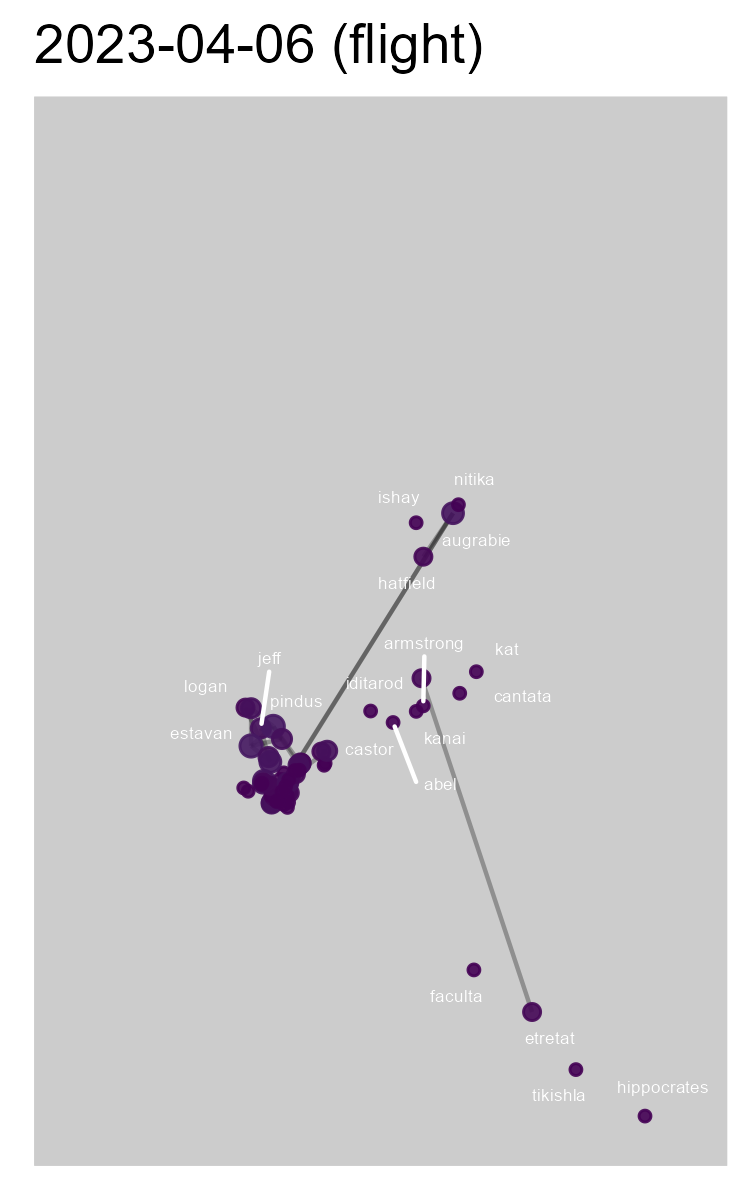 2023-04-06 (flight)
nitika
ishay
augrabie
hatfield
armstrong
kat
jeff
iditarod
logan
cantata
pindus
estavan
kanai
castor
abel
faculta
etretat
hippocrates
tikishla